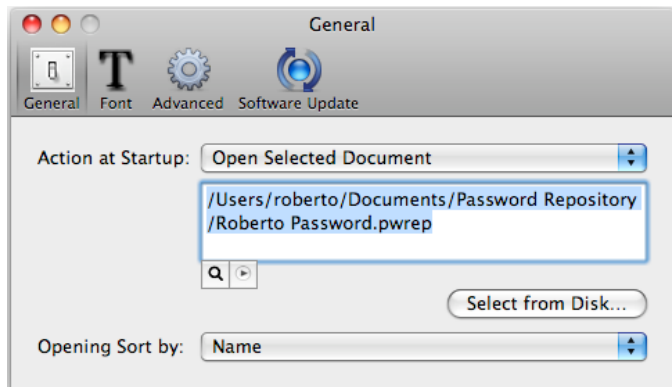 General
General Font Advanced Software Update
Action at Startup: Open Selected Document
/Users/roberto/Documents/Password Repository
/Roberto Password.pwrep
Select from Disk...
Opening Sort by: Name